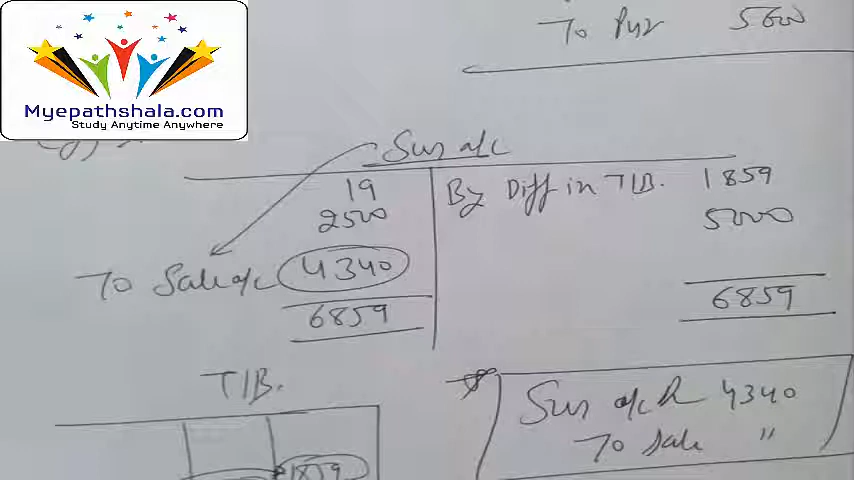 To Pur 5600
Myepathshala.com
Study Anytime Anywhere
Sus a/c
19 By Diff in T/B. 1859
2500 5000
To Sale a/c 4340
6859 6859
T/B.
1859
Sus a/c Dr 4340
To Sale "